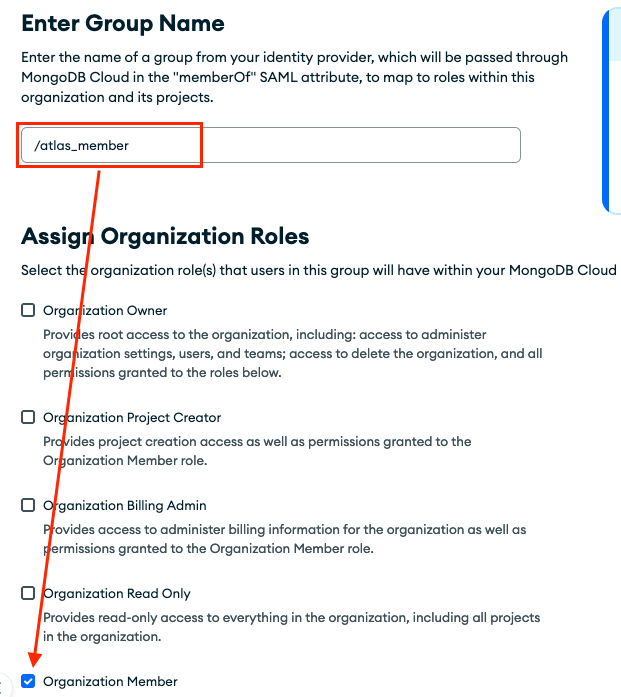 Enter Group Name
Enter the name of a group from your identity provider, which will be passed through
MongoDB Cloud in the "memberOf" SAML attribute, to map to roles within this
organization and its projects.
/atlas_member
Assign Organization Roles
Select the organization role(s) that users in this group will have within your MongoDB Cloud
Organization Owner
Provides root access to the organization, including: access to administer
organization settings, users, and teams; access to delete the organization, and all
permissions granted to the roles below.
Organization Project Creator
Provides project creation access as well as permissions granted to the
Organization Member role.
Organization Billing Admin
Provides access to administer billing information for the organization as well as
permissions granted to the Organization Member role.
Organization Read Only
Provides read-only access to everything in the organization, including all projects
in the organization.
Organization Member